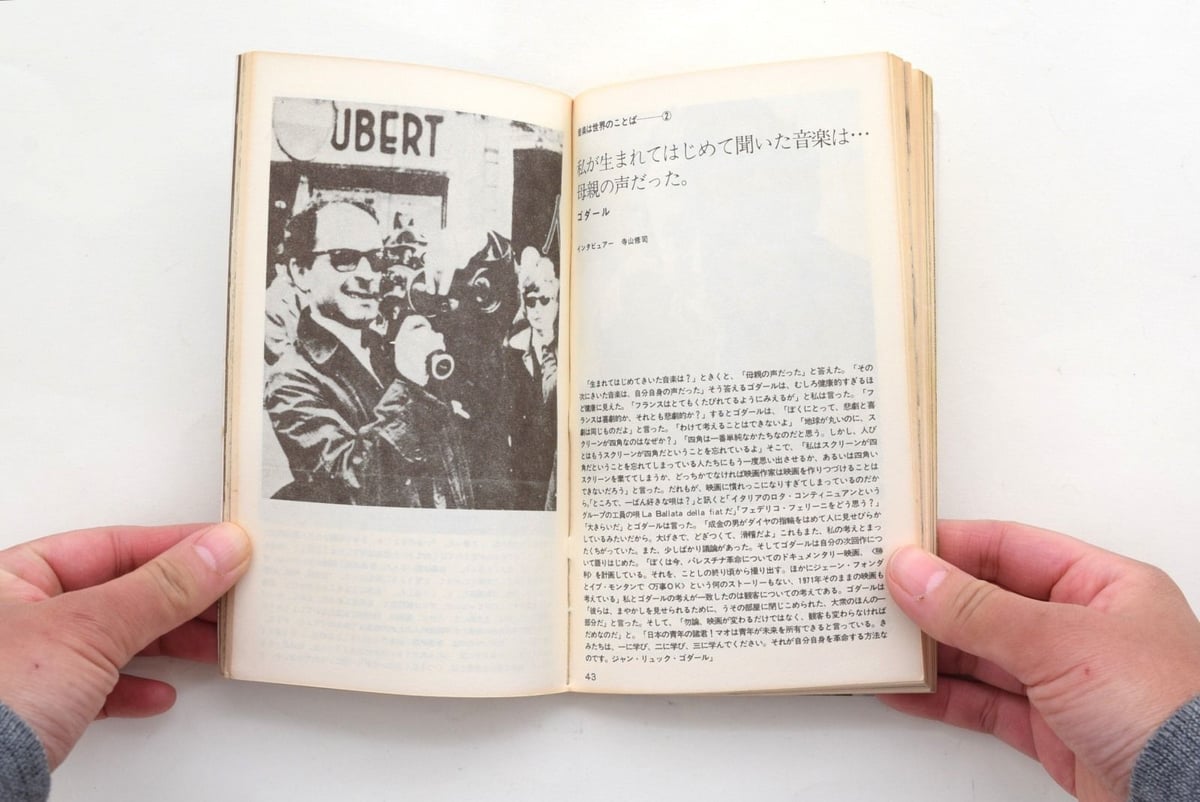 UBERT
音楽は世界のことば——②
私が生まれてはじめて聞いた音楽は…
母親の声だった。
ゴダール
インタビュアー 寺山修司
「生まれてはじめてきいた音楽は？」ときくと、「母親の声だった」と答えた。「その
次にきいた音楽は、自分自身の声だった」そう答えるゴダールは、むしろ健康的すぎるほ
ど健康に見えた。「フランスはとてもくたびれてるようにみえるが」と私は言った。「フ
ランスは喜劇的か、それとも悲劇的か？」するとゴダールは、「ぼくにとって、悲劇と喜
劇は同じものだよ」と言った。「わけて考えることはできないよ」「地球が丸いのに、ス
クリーンが四角なのはなぜか？」「四角は一番単純なかたちなのだと思う。しかし、人び
とはもうスクリーンが四角だということを忘れているよ」そこで、「私はスクリーンが四
角だということを忘れてしまっている人たちにもう一度思い出させるか、あるいは四角い
スクリーンを棄ててしまうか、どっちかでなければ映画作家は映画を作りつづけることは
できないだろう」と言った。だれもが、映画に慣れっこになりすぎてしまっているのだか
ら。「ところで、一ばん好きな唄は？」と訊くと「イタリアのロタ・コンティニュアンという
グループの工員の唄 La Ballata della fiat だ」「フェデリコ・フェリーニをどう思う？」
「大きらいだ」とゴダールは言った。「成金の男がダイヤの指輪をはめて人に見せびらか
しているみたいだから。大げさで、どぎつくて、滑稽だよ」これもまた、私の考えとまっ
たくちがっていた。また、少しばかり議論があった。そしてゴダールは自分の次回作につ
いて語りはじめた。「ぼくは今、パレスチナ革命についてのドキュメンタリー映画、〈勝
利〉を計画している。それを、ことしの終り頃から撮り出す。ほかにジェーン・フォンダ
とイブ・モンタンで〈万事OK〉という何のストーリーもない、1971年そのままの映画も
考えている」私とゴダールの考えが一致したのは観客についての考えである。ゴダールは
「彼らは、まやかしを見せられるために、うその部屋に閉じこめられた、大衆のほんの一
部分だ」と言った。そして、「勿論、映画が変わるだけではなく、観客も変わらなければ
だめなのだ」と。「日本の青年の諸君！マオは青年が未来を所有できると言っている。き
みたちは、一に学び、二に学び、三に学んでください。それが自分自身を革命する方法な
のです。ジャン・リュック・ゴダール」
43